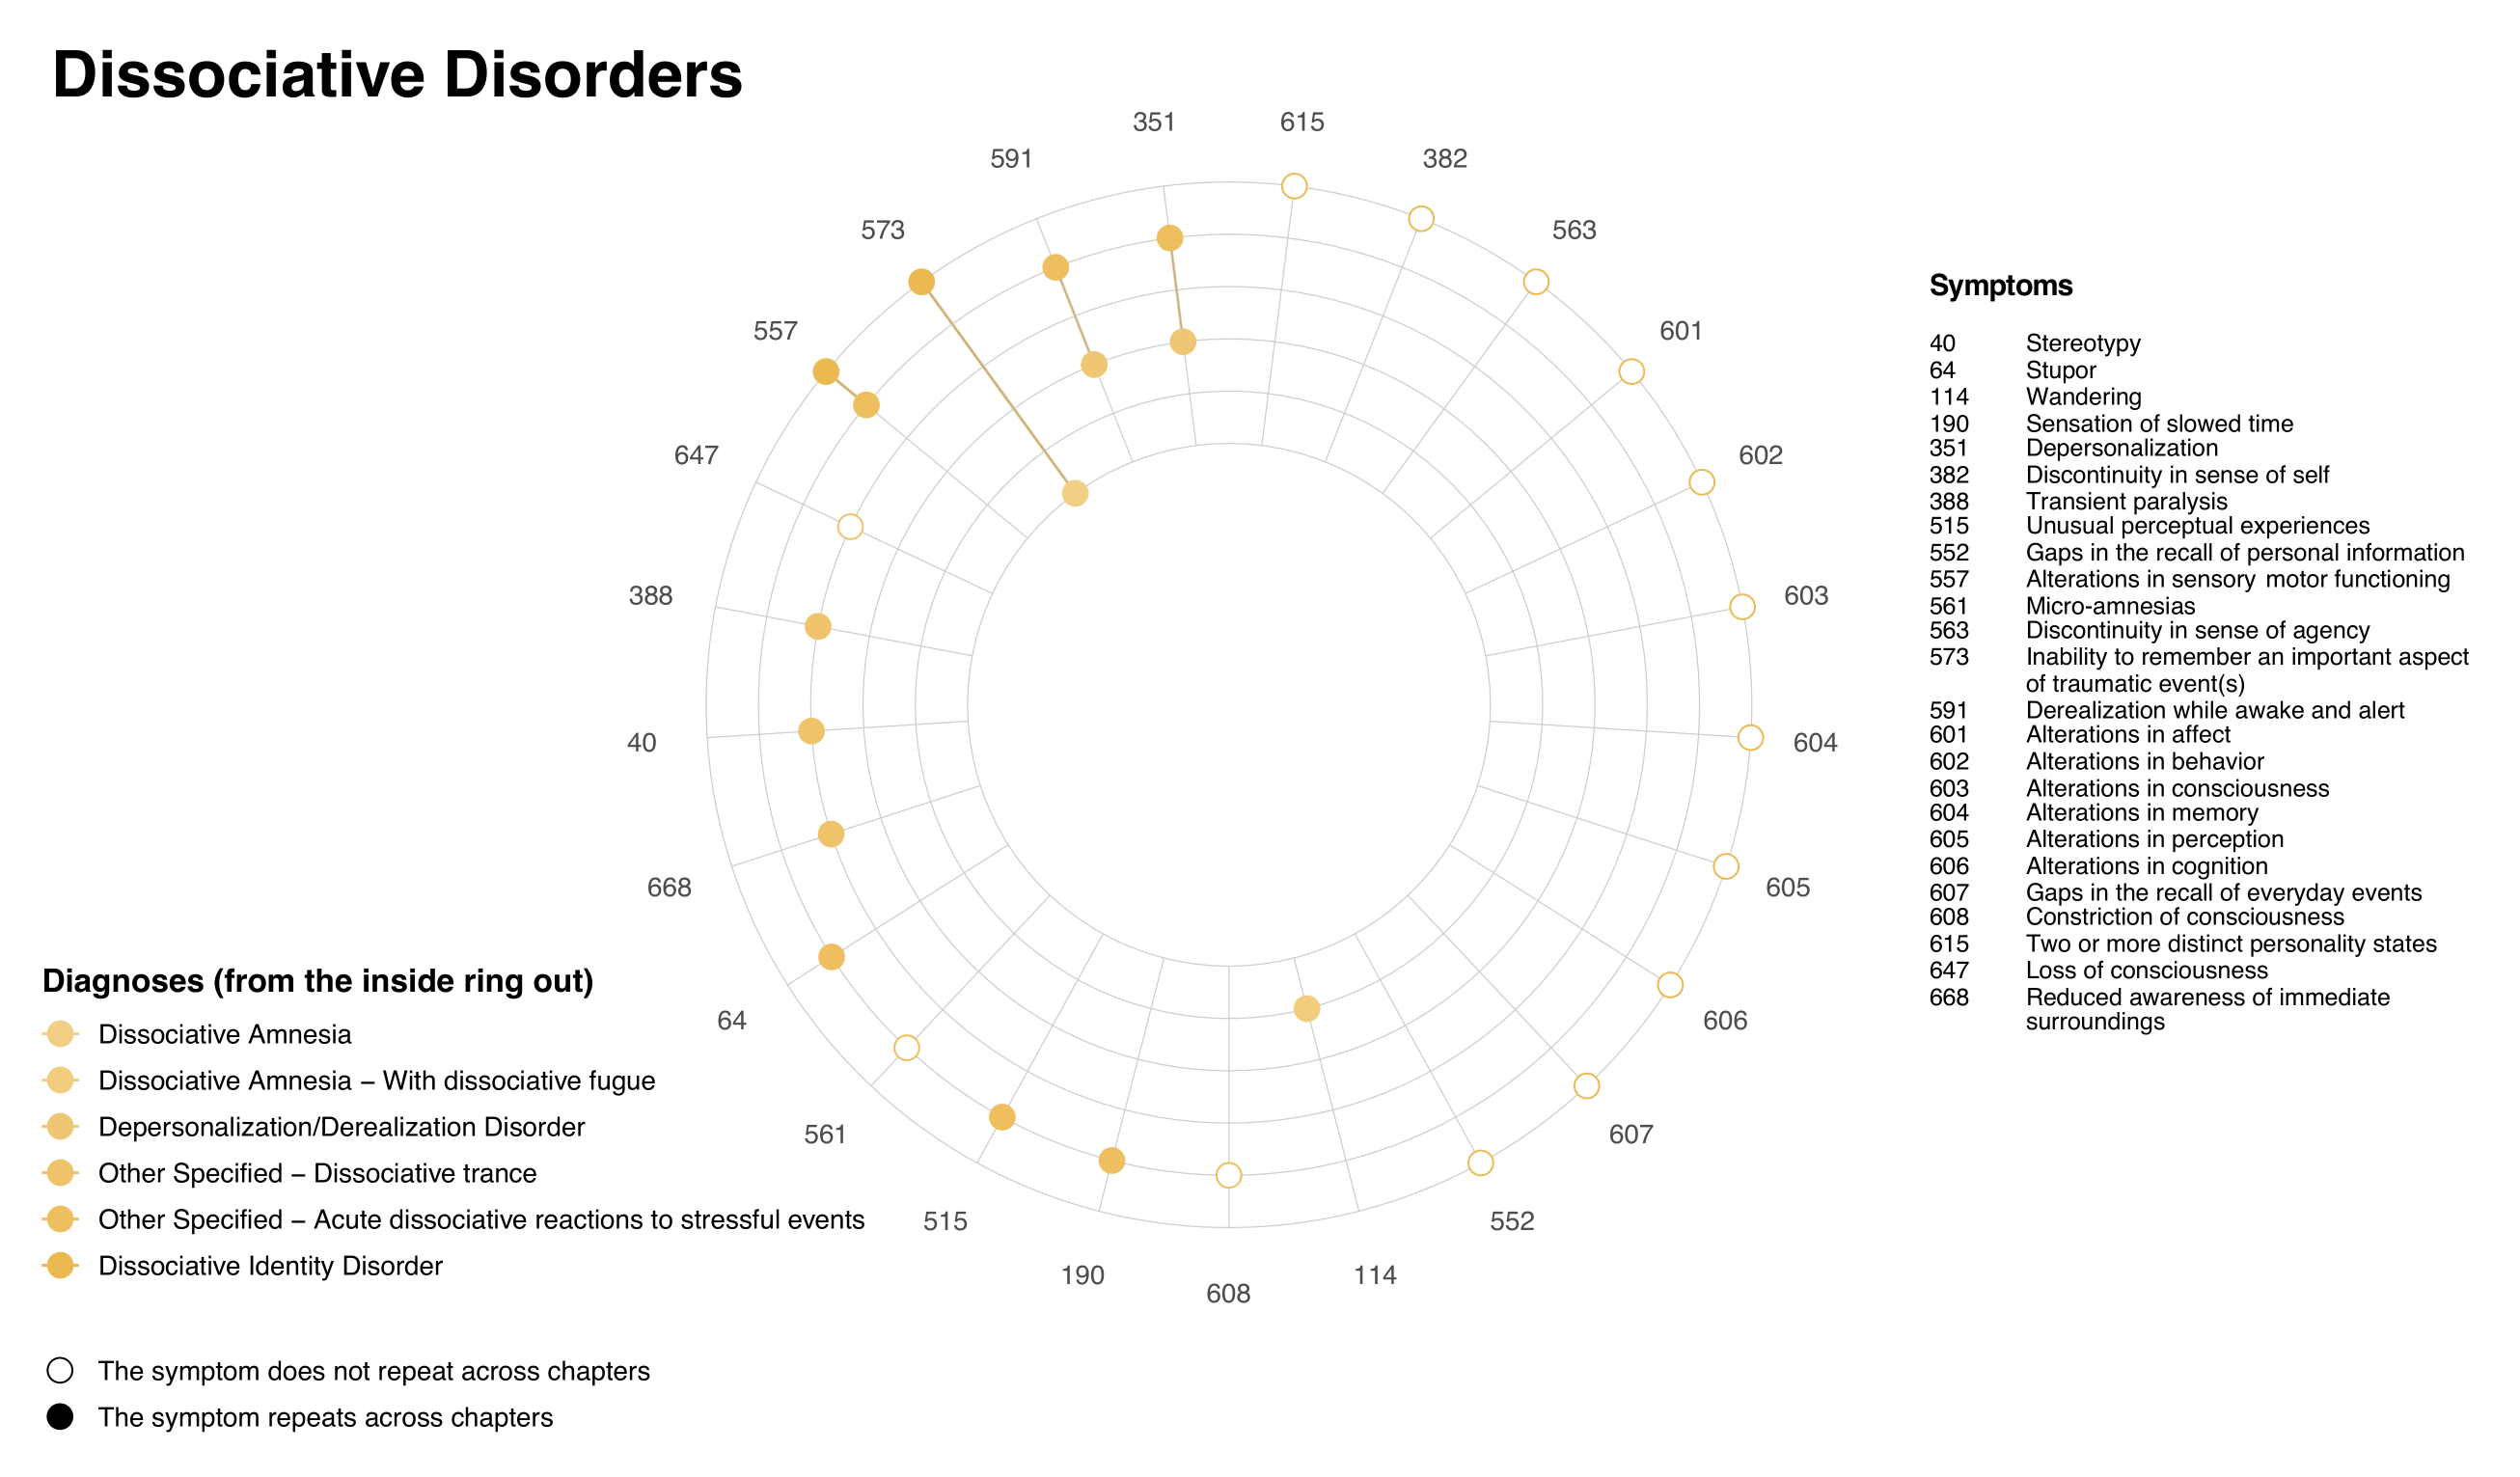 Dissociative Disorders
351
615
591
382
573
563
557
601
647
602
388
603
40
604
668
605
64
606
561
607
515
552
190
114
608
Symptoms
40 Stereotypy
64 Stupor
114 Wandering
190 Sensation of slowed time
351 Depersonalization
382 Discontinuity in sense of self
388 Transient paralysis
515 Unusual perceptual experiences
552 Gaps in the recall of personal information
557 Alterations in sensory motor functioning
561 Micro-amnesias
563 Discontinuity in sense of agency
573 Inability to remember an important aspect
of traumatic event(s)
591 Derealization while awake and alert
601 Alterations in affect
602 Alterations in behavior
603 Alterations in consciousness
604 Alterations in memory
605 Alterations in perception
606 Alterations in cognition
607 Gaps in the recall of everyday events
608 Constriction of consciousness
615 Two or more distinct personality states
647 Loss of consciousness
668 Reduced awareness of immediate
surroundings
Diagnoses (from the inside ring out)
Dissociative Amnesia
Dissociative Amnesia – With dissociative fugue
Depersonalization/Derealization Disorder
Other Specified – Dissociative trance
Other Specified – Acute dissociative reactions to stressful events
Dissociative Identity Disorder
The symptom does not repeat across chapters
The symptom repeats across chapters